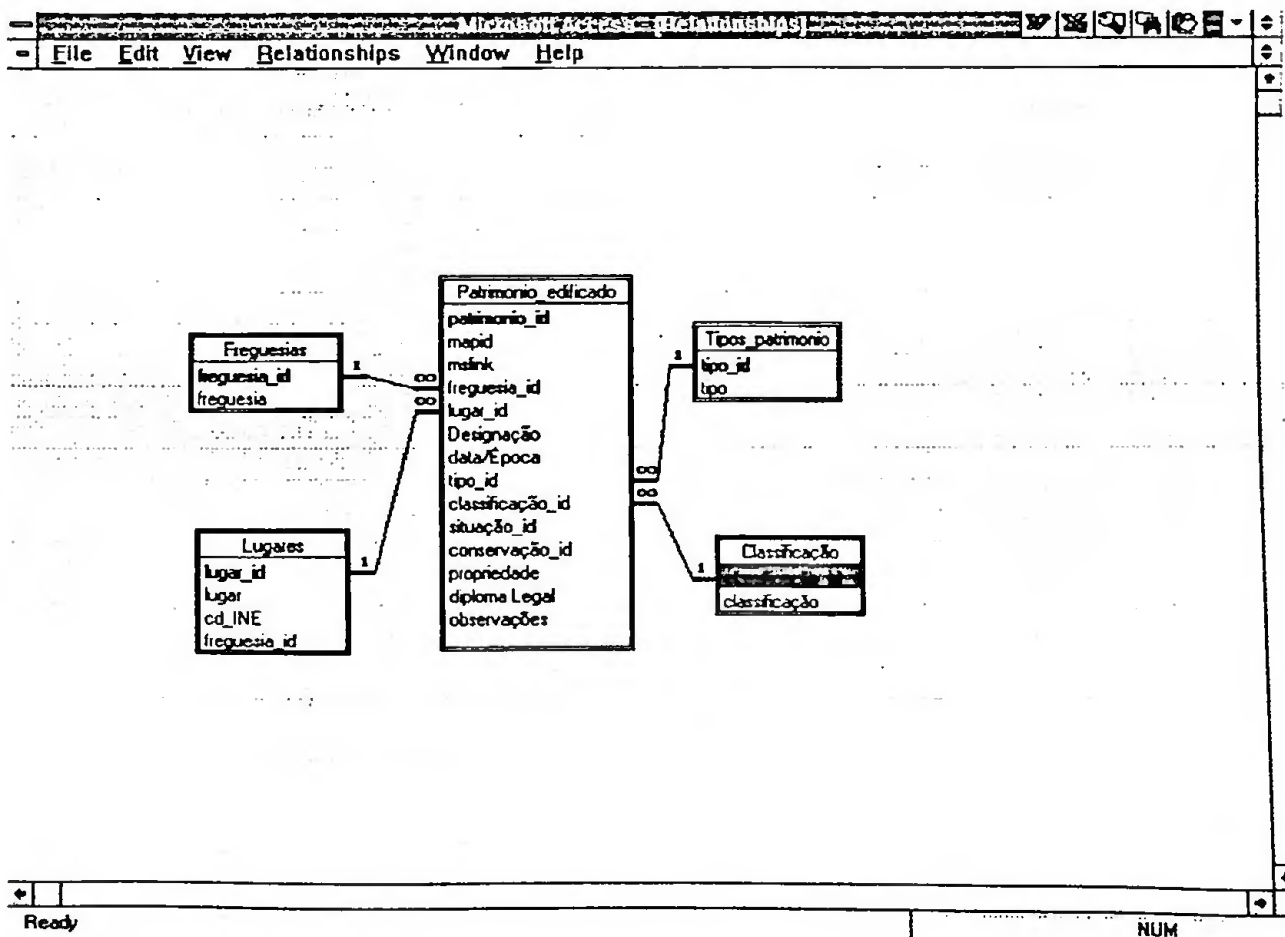 Microsoft Access - [Relationships]
File Edit View Relationships Window Help
Freguesias
freguesia_id
freguesia
Lugares
lugar_id
lugar
cd_INE
freguesia_id
Patrimonio_edificado
patrimonio_id
mapid
mslink
freguesia_id
lugar_id
Designação
data/Época
tipo_id
classificação_id
situação_id
conservação_id
propriedade
diploma Legal
observações
Tipos_patrimonio
tipo_id
tipo
Classificação
classificação
1 ∞
1 ∞
1 ∞
1 ∞
Ready NUM